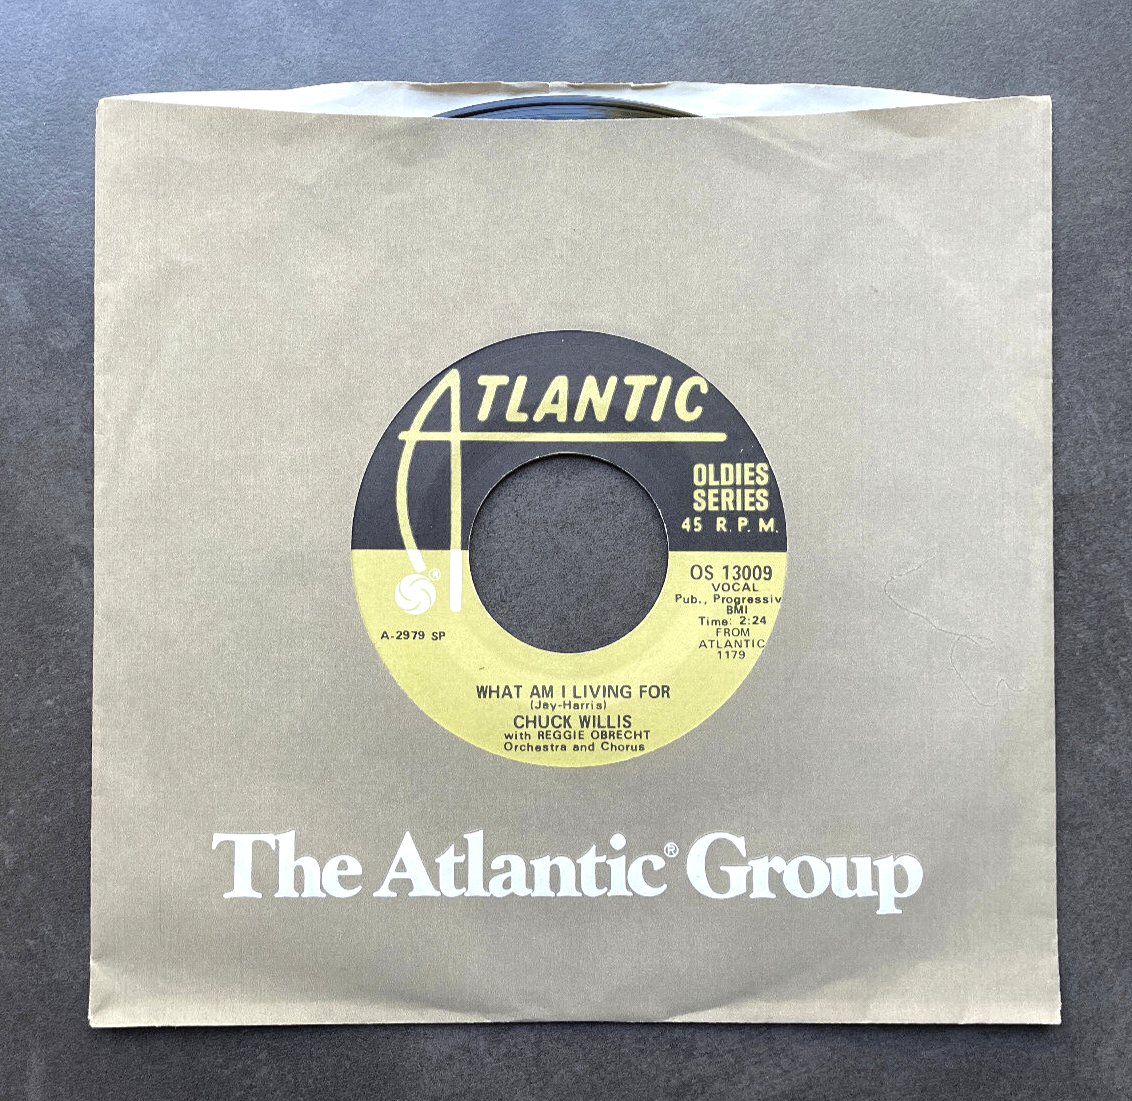 ATLANTIC
OLDIES
SERIES
45 R.P.M.
®
OS 13009
VOCAL
Pub., Progressiv
BMI
Time: 2:24
FROM
ATLANTIC
1179
A-2979 SP
WHAT AM I LIVING FOR
(Jay-Harris)
CHUCK WILLIS
with REGGIE OBRECHT
Orchestra and Chorus
The Atlantic® Group